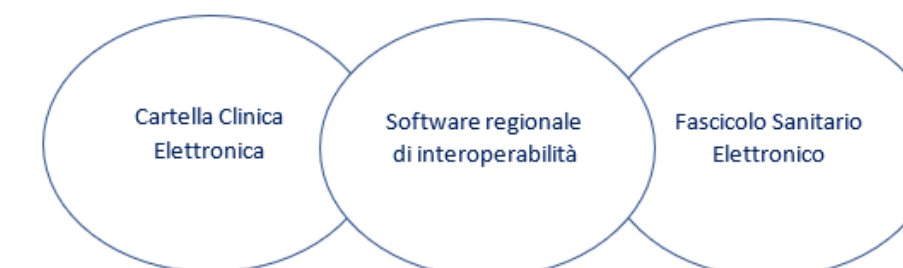 Cartella Clinica
Elettronica
Software regionale
di interoperabilità
Fascicolo Sanitario
Elettronico